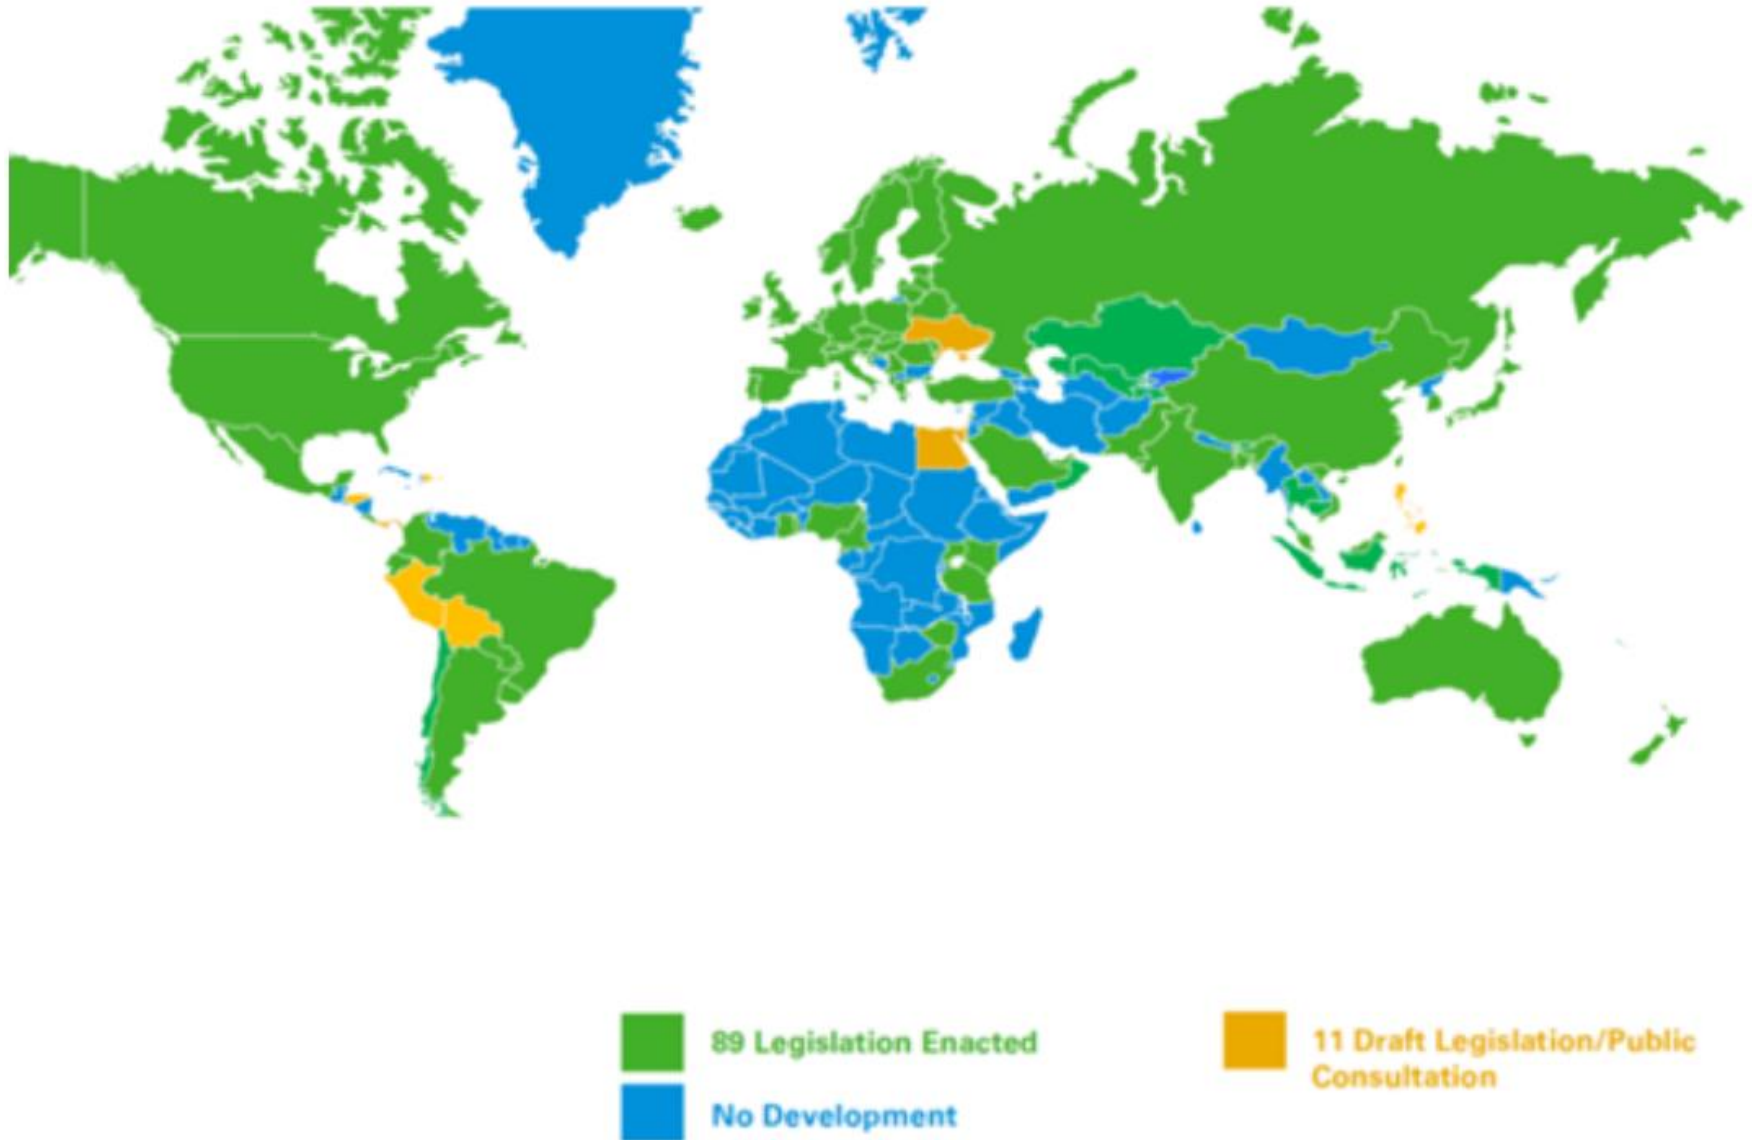 89 Legislation Enacted
No Development
11 Draft Legislation/Public
Consultation